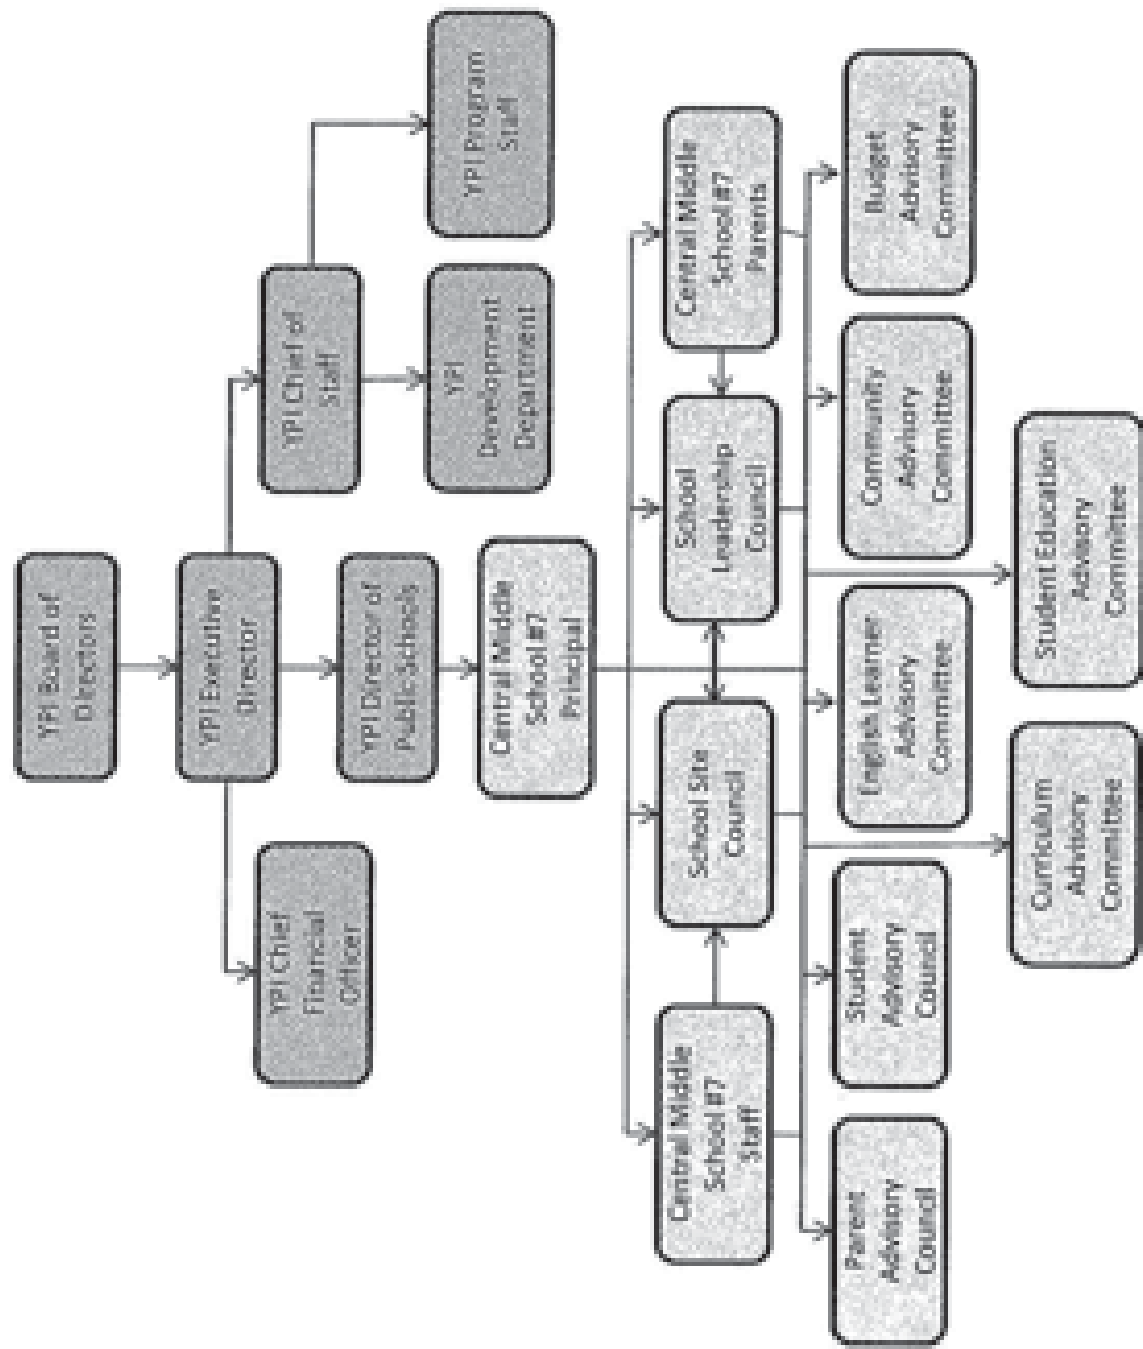 YPI Board of
Directors
YPI Executive
Director
YPI Chief
Financial
Officer
YPI Chief of
Staff
YPI Director of
Public Schools
YPI
Development
Department
YPI Program
Staff
Central Middle
School #7
Principal
Central Middle
School #7
Staff
School Site
Council
School
Leadership
Council
Central Middle
School #7
Parents
Parent
Advisory
Council
Student
Advisory
Council
English Learner
Advisory
Committee
Community
Advisory
Committee
Budget
Advisory
Committee
Curriculum
Advisory
Committee
Student Education
Advisory
Committee